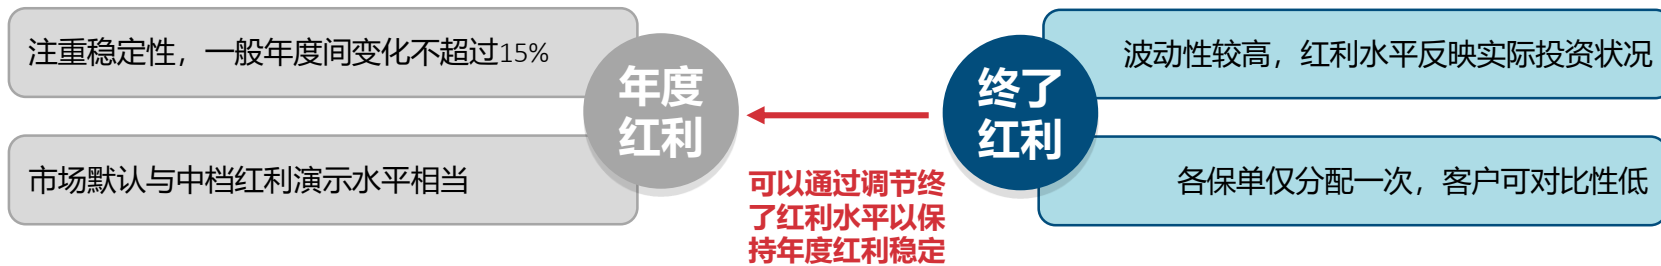 注重稳定性，一般年度间变化不超过15%
市场默认与中档红利演示水平相当
年度
红利
可以通过调节终
了红利水平以保
持年度红利稳定
终了
红利
波动性较高，红利水平反映实际投资状况
各保单仅分配一次，客户可对比性低